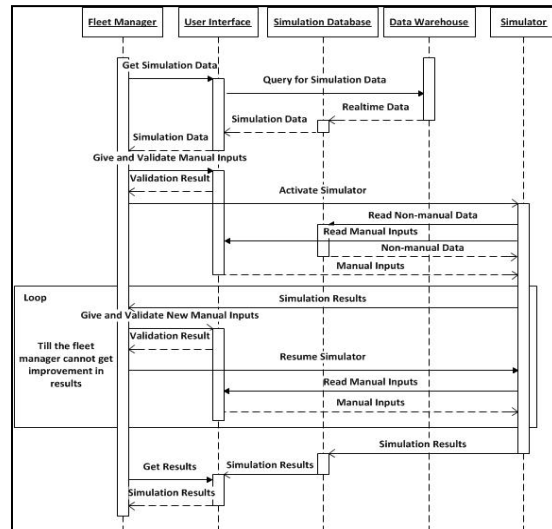 Fleet Manager
User Interface
Simulation Database
Data Warehouse
Simulator
Get Simulation Data
Query for Simulation Data
Realtime Data
Simulation Data
Simulation Data
Give and Validate Manual Inputs
Validation Result
Activate Simulator
Read Non-manual Data
Read Manual Inputs
Non-manual Data
Manual Inputs
Loop
Simulation Results
Give and Validate New Manual Inputs
Till the fleet
manager cannot get
improvement in
results
Validation Result
Resume Simulator
Read Manual Inputs
Manual Inputs
Simulation Results
Get Results
Simulation Results
Simulation Results